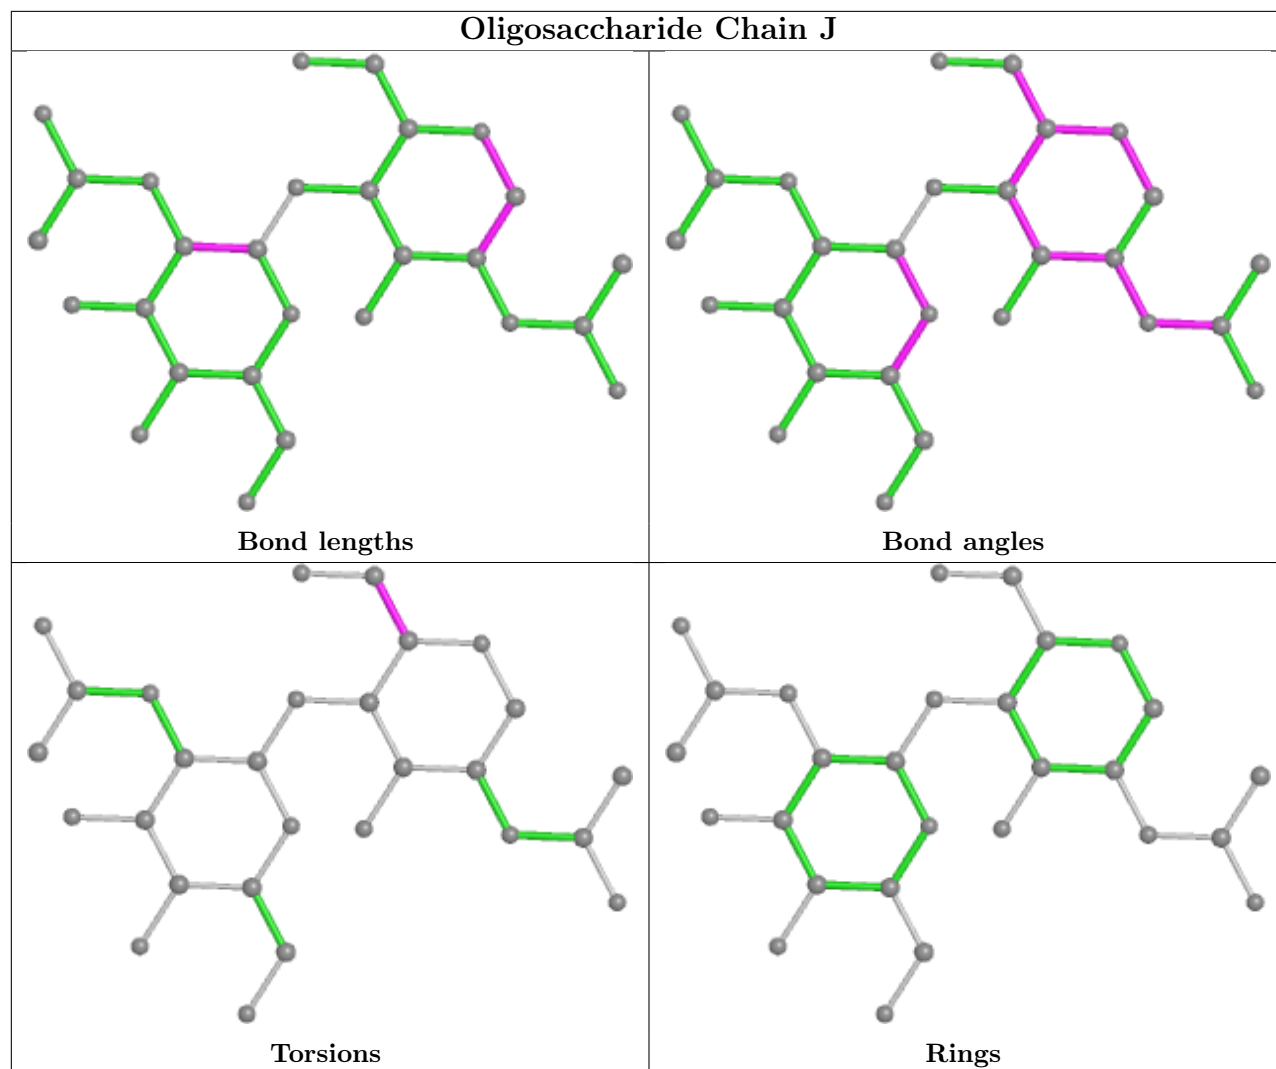 Oligosaccharide Chain J
Bond lengths
Bond angles
Torsions
Rings